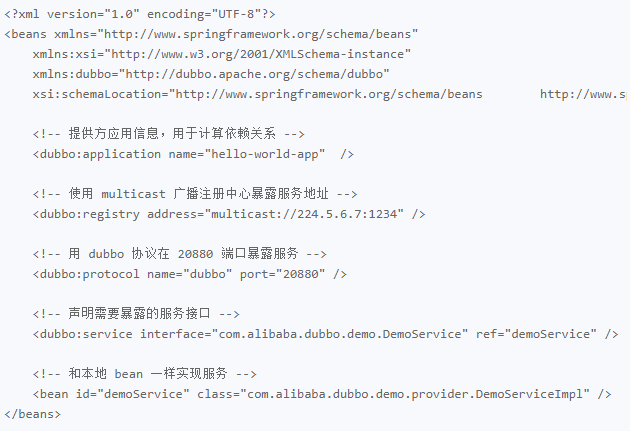 <?xml version="1.0" encoding="UTF-8"?>
<beans xmlns="http://www.springframework.org/schema/beans"
    xmlns:xsi="http://www.w3.org/2001/XMLSchema-instance"
    xmlns:dubbo="http://dubbo.apache.org/schema/dubbo"
    xsi:schemaLocation="http://www.springframework.org/schema/beans        http://www.s
    <!-- 提供方应用信息，用于计算依赖关系 -->
    <dubbo:application name="hello-world-app"  />
    <!-- 使用 multicast 广播注册中心暴露服务地址 -->
    <dubbo:registry address="multicast://224.5.6.7:1234" />
    <!-- 用 dubbo 协议在 20880 端口暴露服务 -->
    <dubbo:protocol name="dubbo" port="20880" />
    <!-- 声明需要暴露的服务接口 -->
    <dubbo:service interface="com.alibaba.dubbo.demo.DemoService" ref="demoService" />
    <!-- 和本地 bean 一样实现服务 -->
    <bean id="demoService" class="com.alibaba.dubbo.demo.provider.DemoServiceImpl" />
</beans>